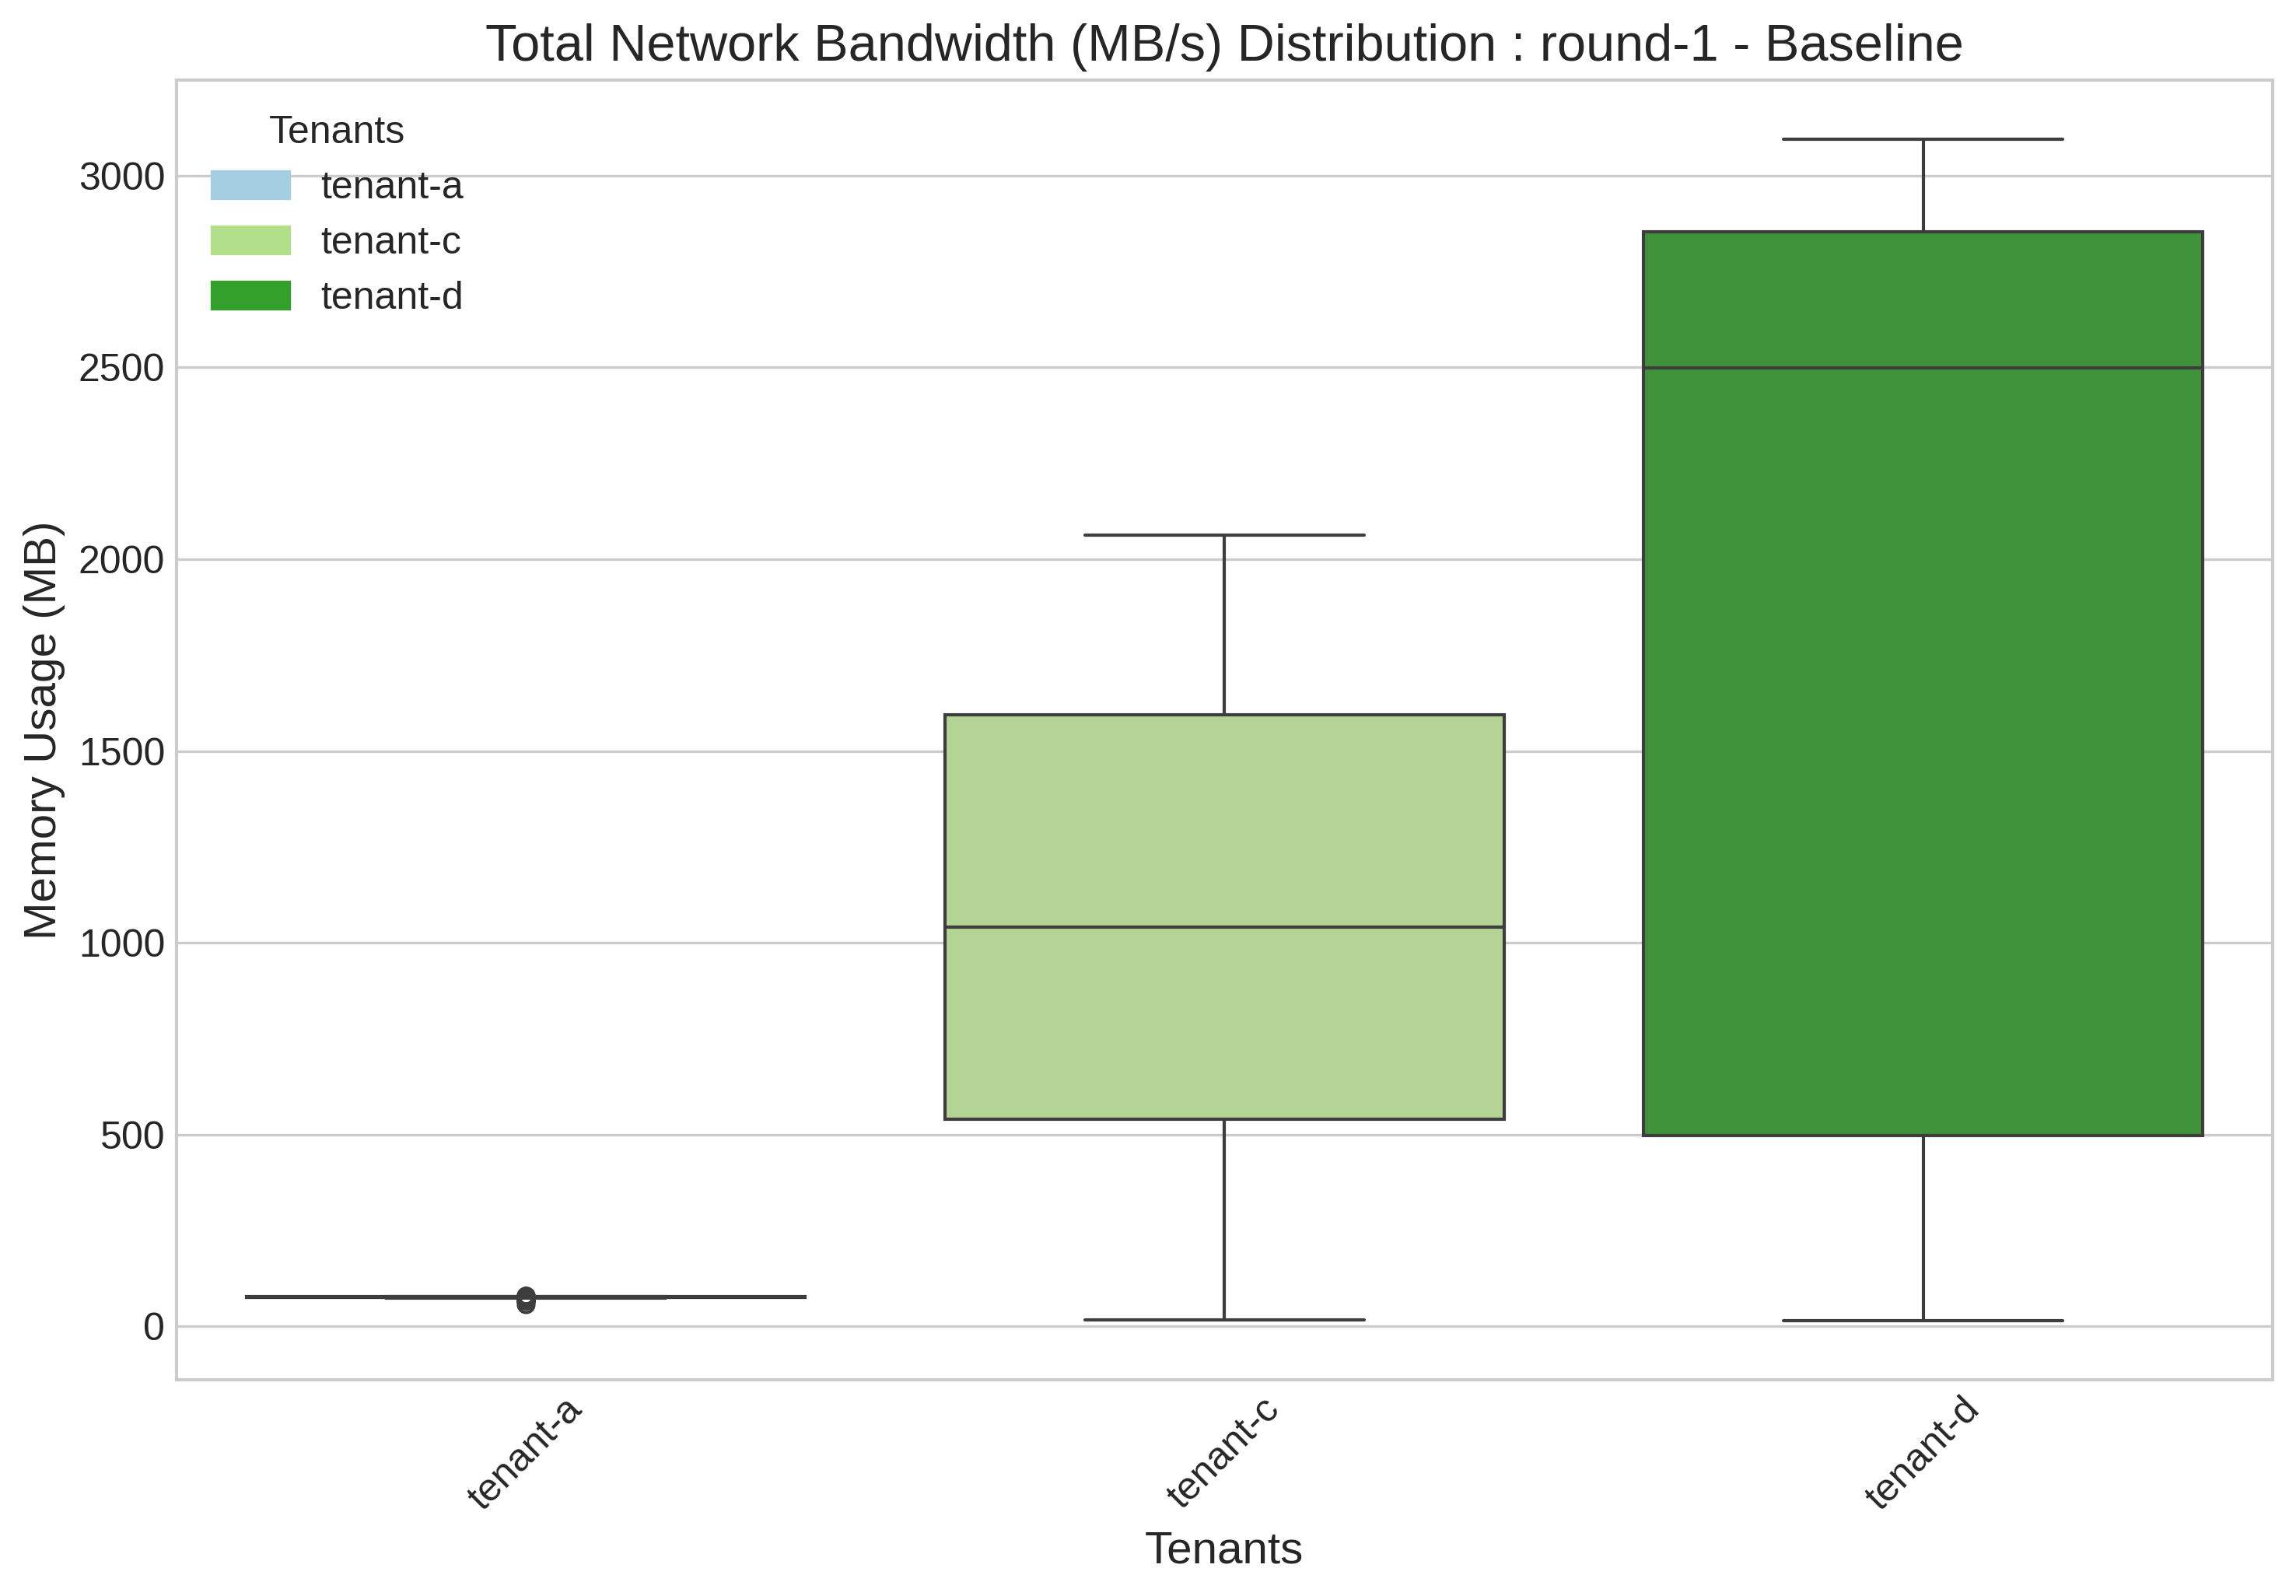 Total Network Bandwidth (MB/s) Distribution : round-1 - Baseline
Tenants
tenant-a
tenant-c
tenant-d
Memory Usage (MB)
3000
2500
2000
1500
1000
500
0
tenant-a
tenant-c
tenant-d
Tenants